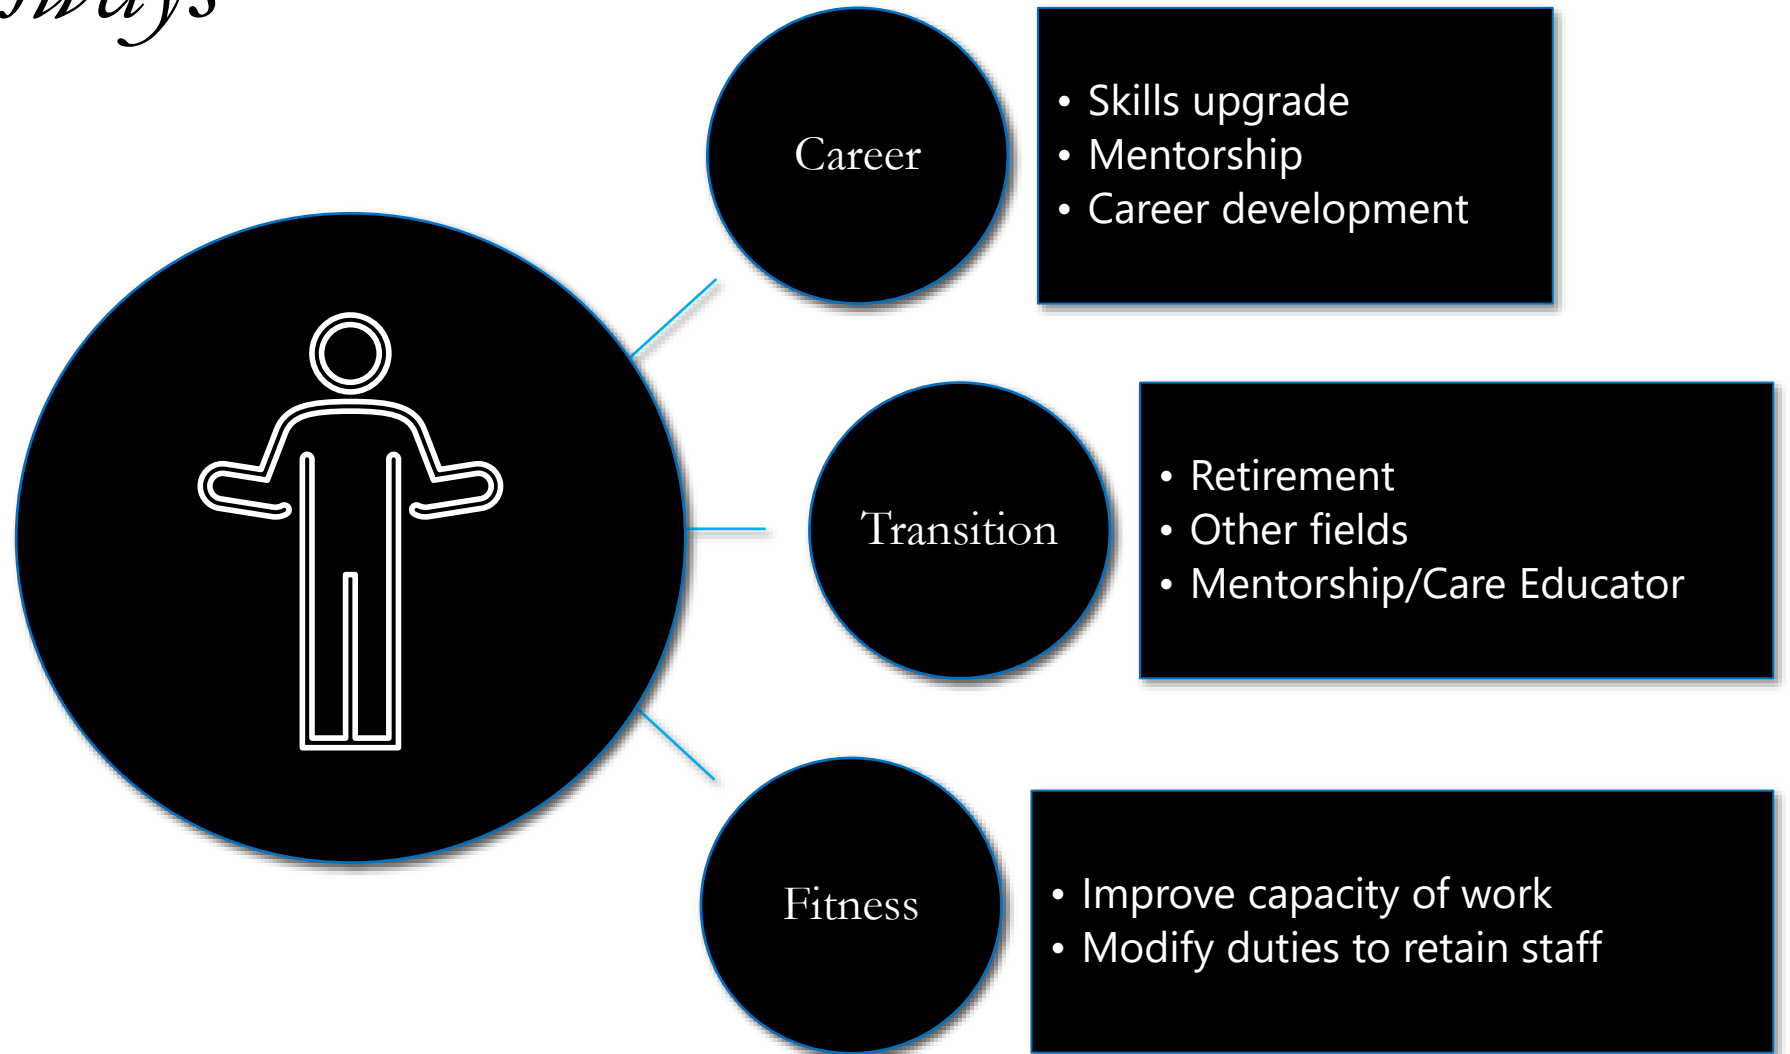 Career
• Skills upgrade
• Mentorship
• Career development
Transition
• Retirement
• Other fields
• Mentorship/Care Educator
Fitness
• Improve capacity of work
• Modify duties to retain staff